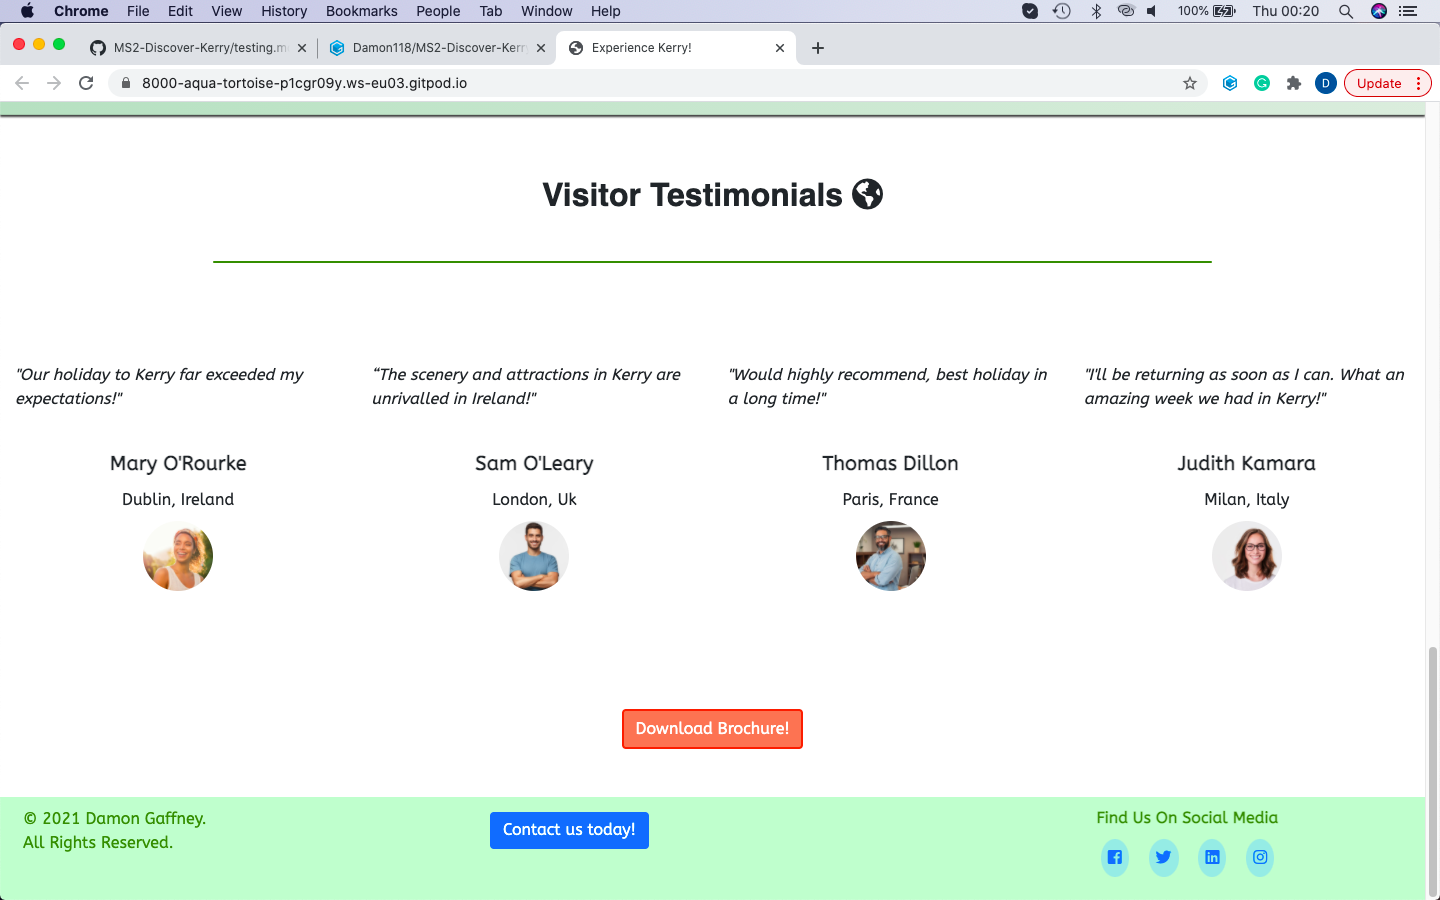 Chrome File Edit View History Bookmarks People Tab Window Help 100% Thu 00:20
MS2-Discover-Kerry/testing.m Damon118/MS2-Discover-Kerr Experience Kerry!
8000-aqua-tortoise-p1cgr09y.ws-eu03.gitpod.io D Update
Visitor Testimonials
"Our holiday to Kerry far exceeded my
expectations!"
“The scenery and attractions in Kerry are
unrivalled in Ireland!"
"Would highly recommend, best holiday in
a long time!"
"I'll be returning as soon as I can. What an
amazing week we had in Kerry!"
Mary O'Rourke
Dublin, Ireland
Sam O'Leary
London, Uk
Thomas Dillon
Paris, France
Judith Kamara
Milan, Italy
Download Brochure!
© 2021 Damon Gaffney.
All Rights Reserved.
Contact us today!
Find Us On Social Media